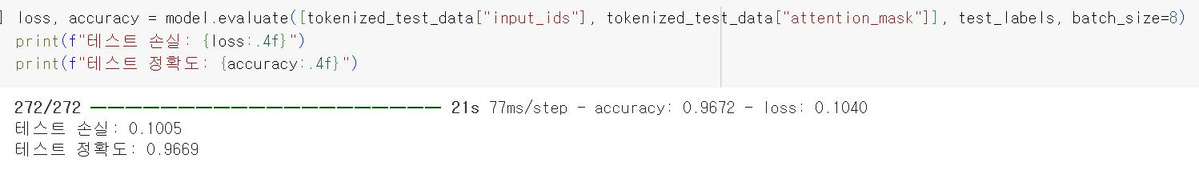 ] loss, accuracy = model.evaluate([tokenized_test_data["input_ids"], tokenized_test_data["attention_mask"]], test_labels, batch_size=8)
print(f"테스트 손실: {loss:.4f}")
print(f"테스트 정확도: {accuracy:.4f}")
272/272 ━━━━━━━━━━━━━━━━━━━━ 21s 77ms/step - accuracy: 0.9672 - loss: 0.1040
테스트 손실: 0.1005
테스트 정확도: 0.9669